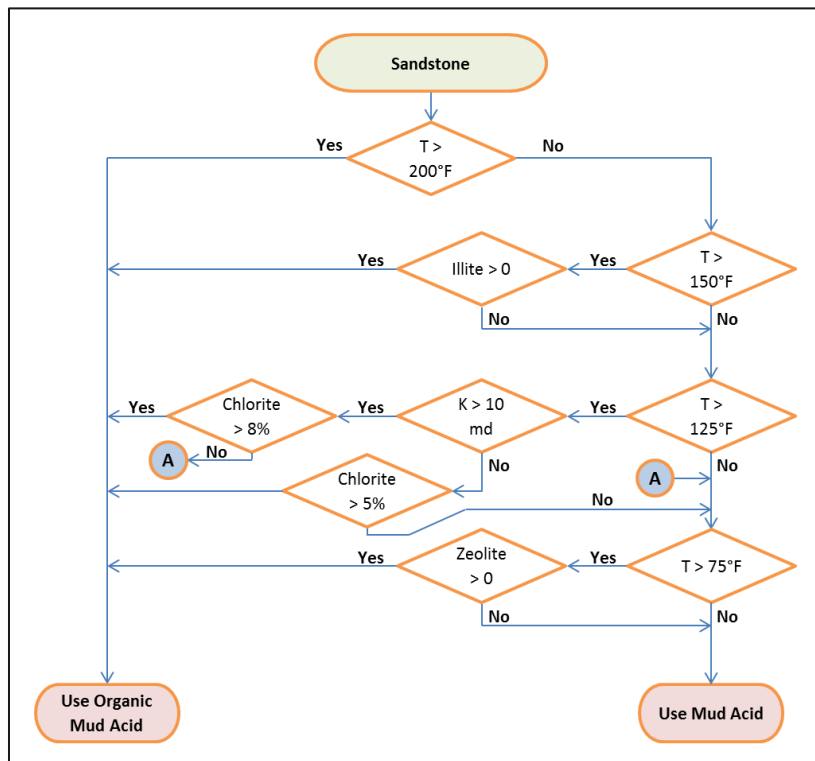 Sandstone
Yes
T >
200°F
No
Yes
Illite > 0
Yes
T >
150°F
No
No
Yes
Chlorite
> 8%
Yes
K > 10
md
Yes
T >
125°F
A
No
No
No
Chlorite
> 5%
A
No
Yes
Zeolite
> 0
Yes
T > 75°F
No
No
Use Organic
Mud Acid
Use Mud Acid